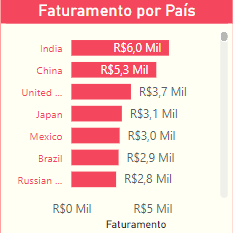 Faturamento por País
India R$6,0 Mil
China R$5,3 Mil
United ... R$3,7 Mil
Japan R$3,1 Mil
Mexico R$3,0 Mil
Brazil R$2,9 Mil
Russian ... R$2,8 Mil
R$0 Mil R$5 Mil
Faturamento